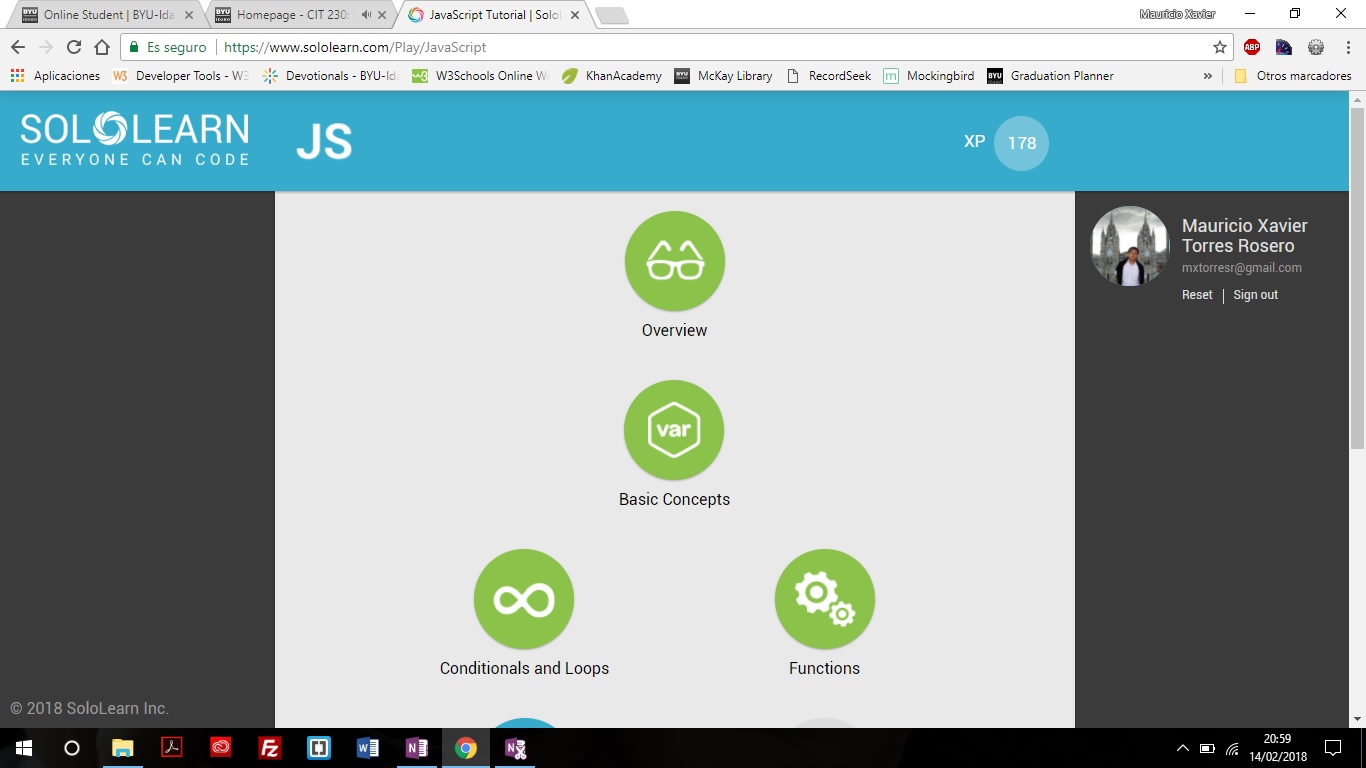 Online Student | BYU-Ida
Homepage - CIT 230:
JavaScript Tutorial | Solo
Mauricio Xavier
Es seguro | https://www.sololearn.com/Play/JavaScript
ABP
Aplicaciones
Developer Tools - W3
Devotionals - BYU-Ida
W3Schools Online W
KhanAcademy
McKay Library
RecordSeek
Mockingbird
Graduation Planner
»
Otros marcadores
SOLOLEARN
EVERYONE CAN CODE
JS
XP 178
Mauricio Xavier
Torres Rosero
mxtorresr@gmail.com
Reset | Sign out
Overview
var
Basic Concepts
Conditionals and Loops
Functions
© 2018 SoloLearn Inc.
20:59
14/02/2018